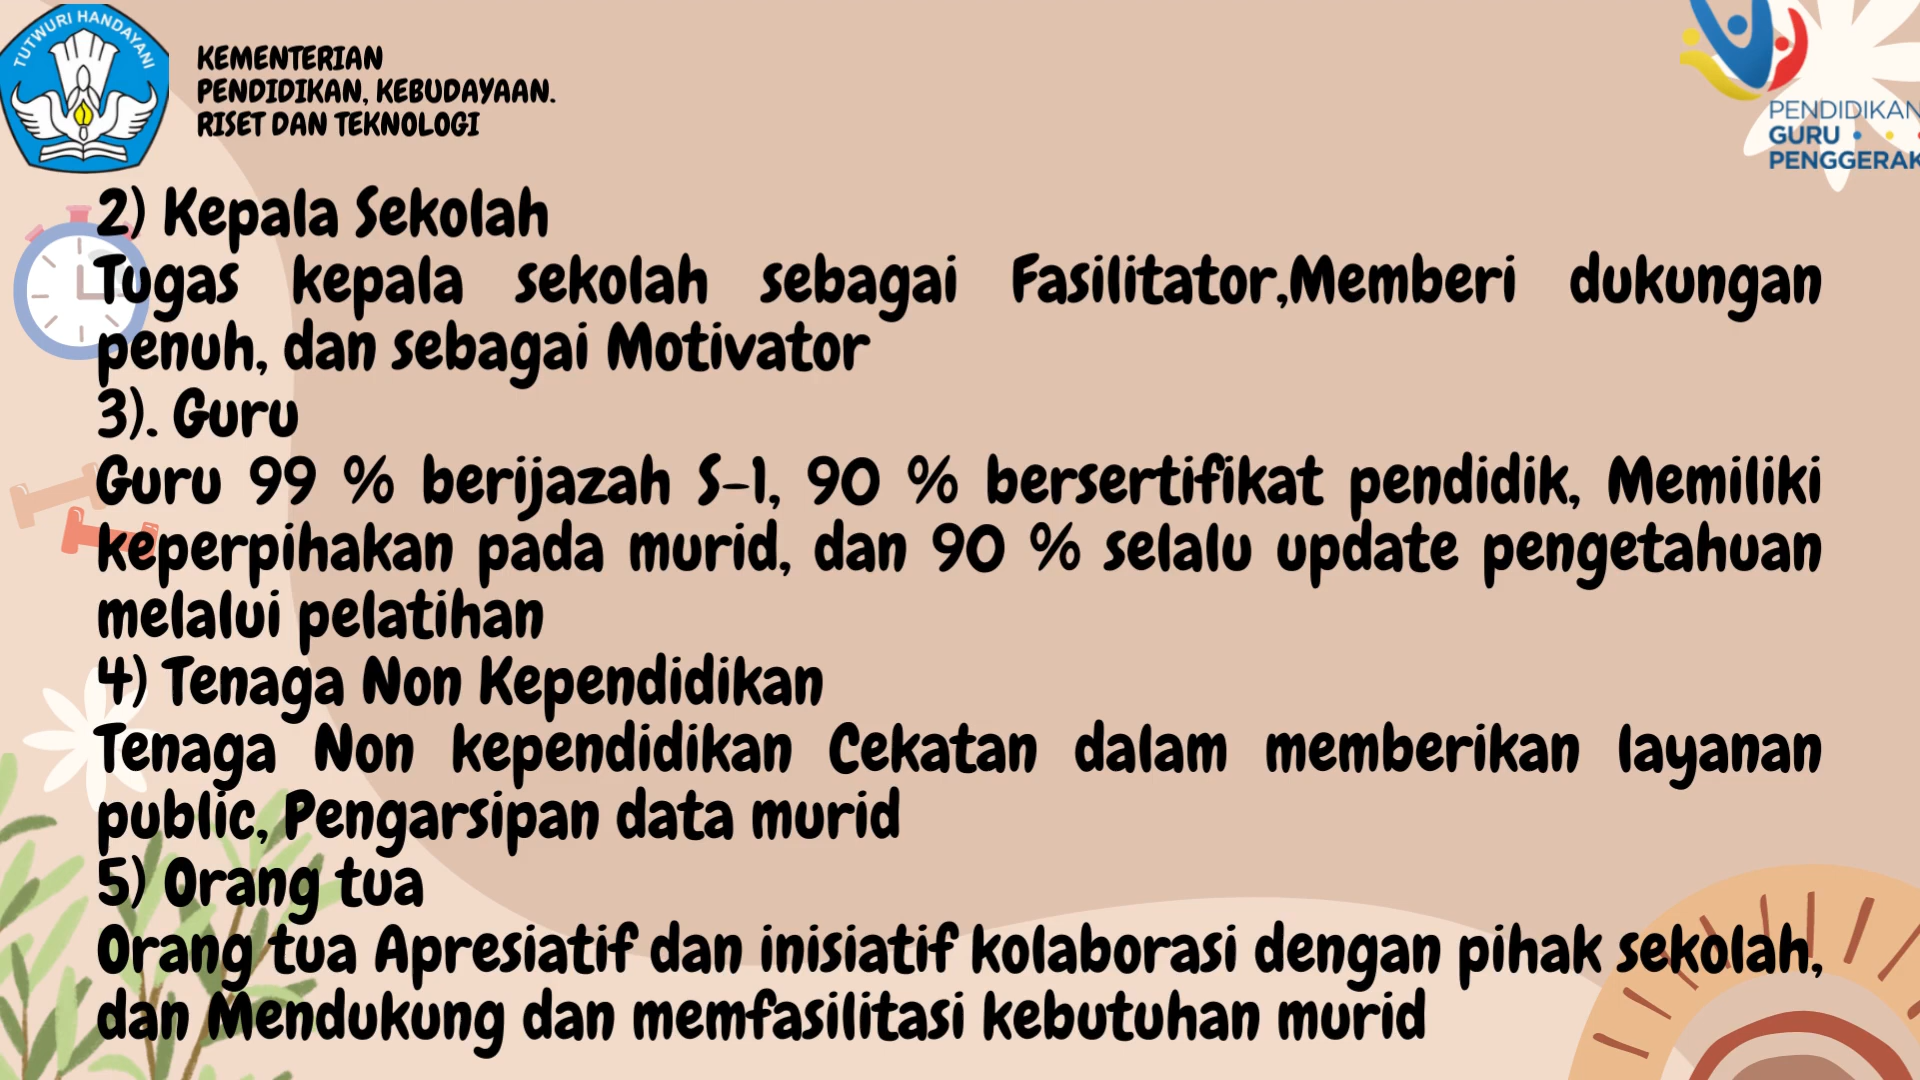 TUTWURI HANDAYANI
KEMENTERIAN
PENDIDIKAN, KEBUDAYAAN.
RISET DAN TEKNOLOGI
PENDIDIKAN
GURU
PENGGERAK
2) Kepala Sekolah
Tugas kepala sekolah sebagai Fasilitator,Memberi dukungan
penuh, dan sebagai Motivator
3). Guru
Guru 99 % berijazah S-1, 90 % bersertifikat pendidik, Memiliki
keperpihakan pada murid, dan 90 % selalu update pengetahuan
melalui pelatihan
4) Tenaga Non Kependidikan
Tenaga Non kependidikan Cekatan dalam memberikan layanan
public, Pengarsipan data murid
5) Orang tua
Orang tua Apresiatif dan inisiatif kolaborasi dengan pihak sekolah,
dan Mendukung dan memfasilitasi kebutuhan murid